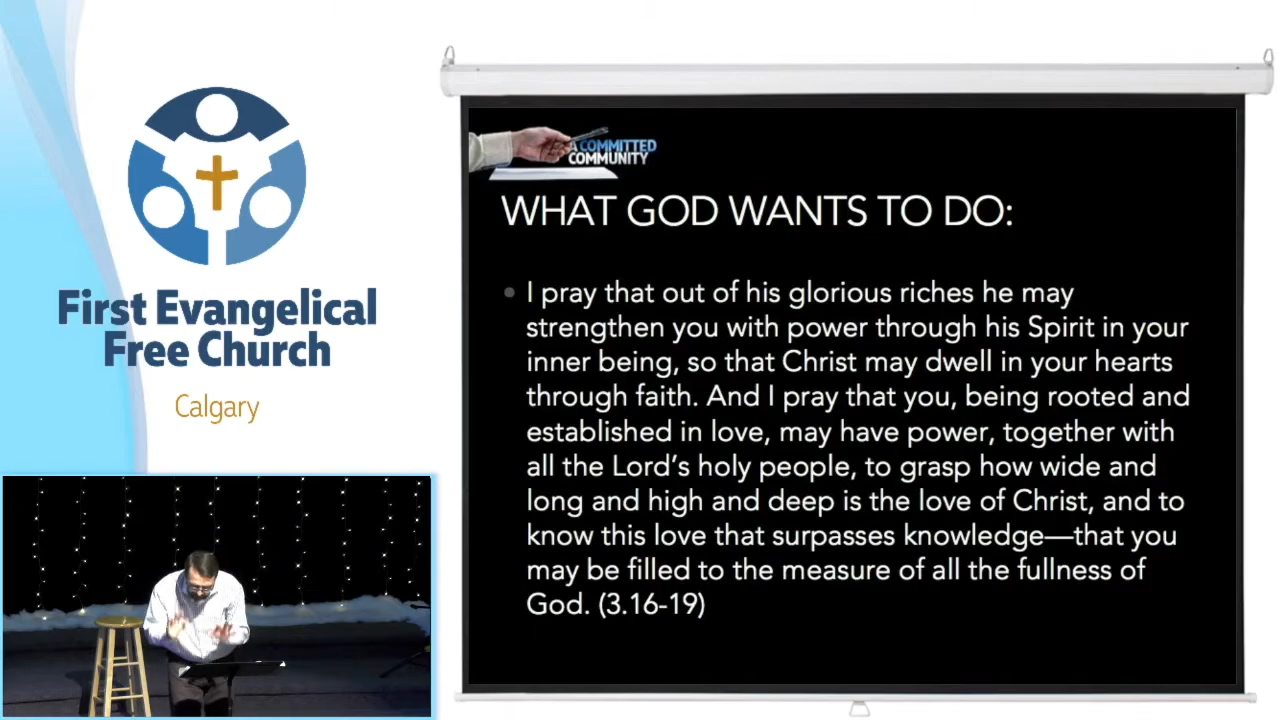 First Evangelical
Free Church
Calgary
A COMMITTED
COMMUNITY
WHAT GOD WANTS TO DO:
• I pray that out of his glorious riches he may
strengthen you with power through his Spirit in your
inner being, so that Christ may dwell in your hearts
through faith. And I pray that you, being rooted and
established in love, may have power, together with
all the Lord’s holy people, to grasp how wide and
long and high and deep is the love of Christ, and to
know this love that surpasses knowledge—that you
may be filled to the measure of all the fullness of
God. (3.16-19)